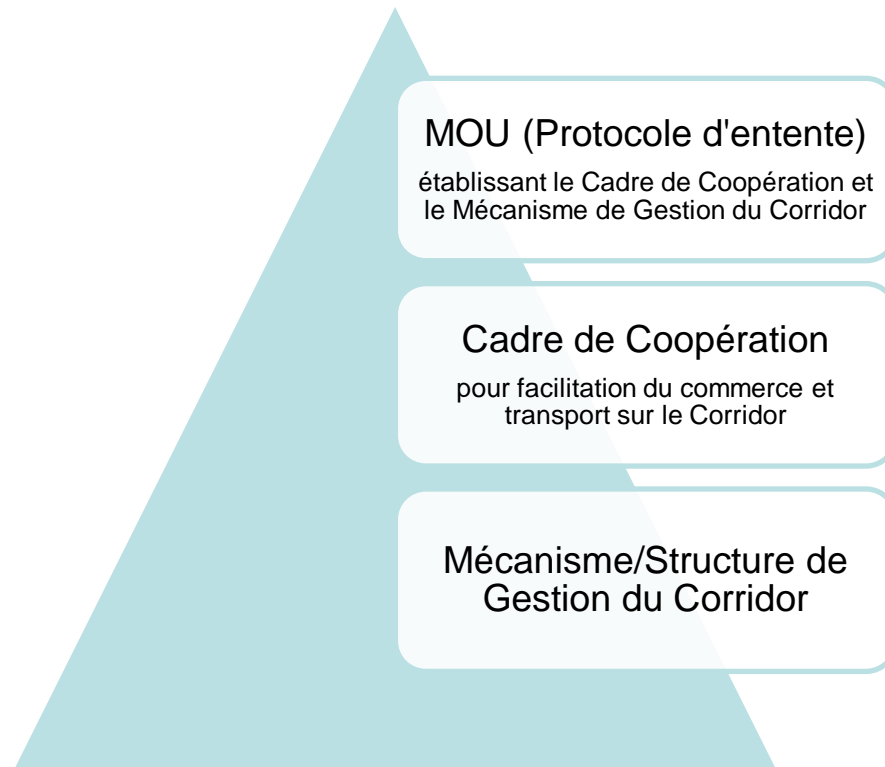 MOU (Protocole d'entente)
établissant le Cadre de Coopération et
le Mécanisme de Gestion du Corridor
Cadre de Coopération
pour facilitation du commerce et
transport sur le Corridor
Mécanisme/Structure de
Gestion du Corridor